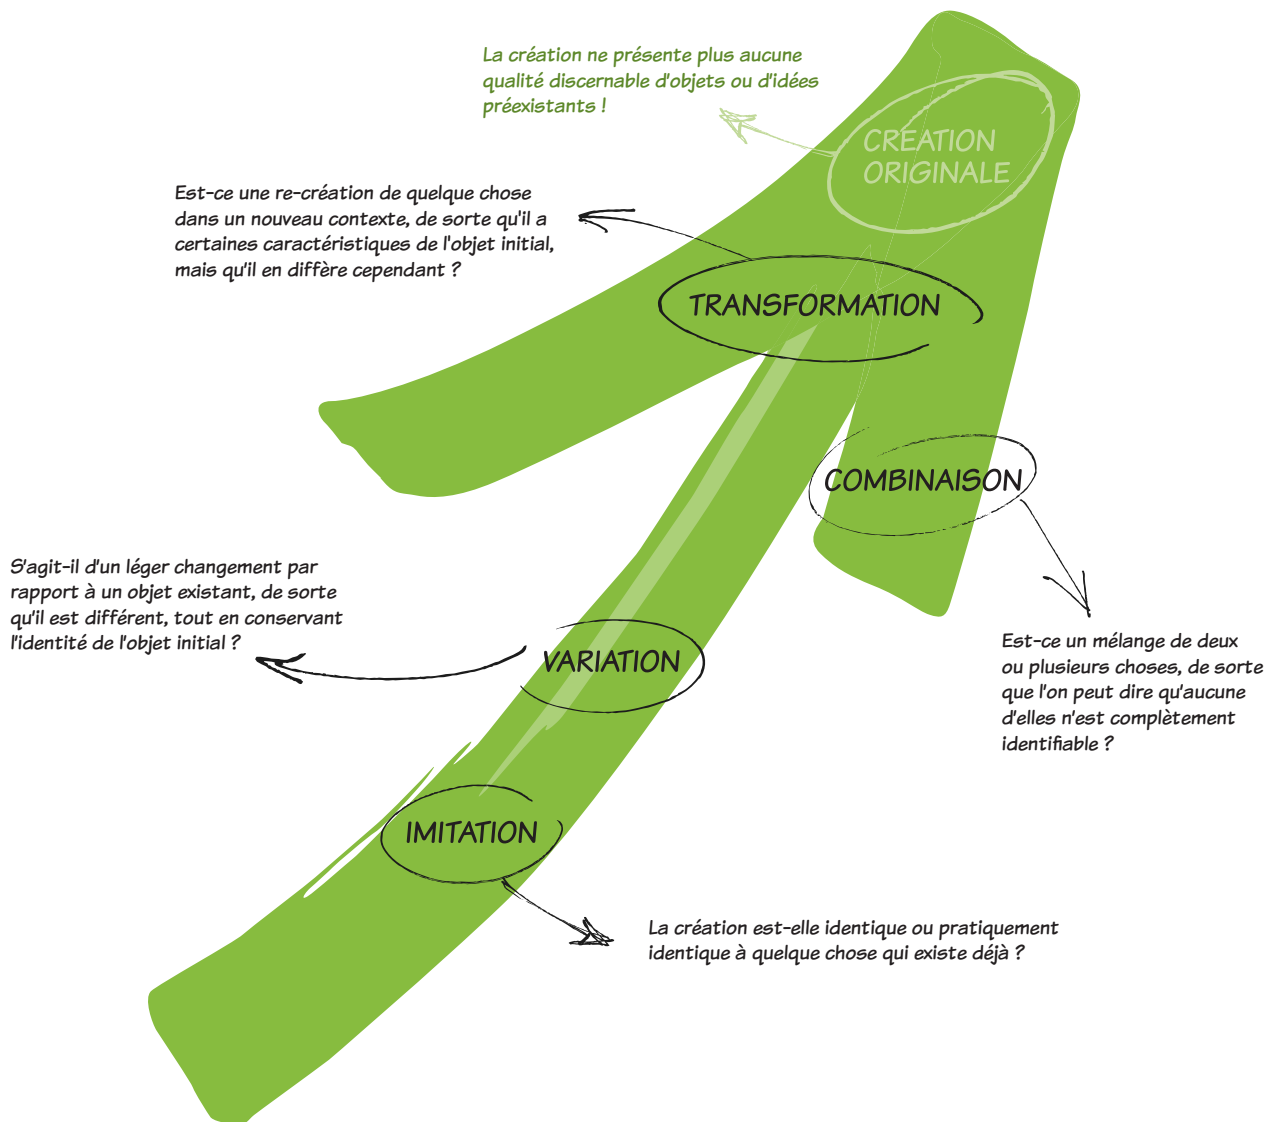 La création ne présente plus aucune
qualité discernable d'objets ou d'idées
préexistants !
CRÉATION
ORIGINALE
Est-ce une re-création de quelque chose
dans un nouveau contexte, de sorte qu'il a
certaines caractéristiques de l'objet initial,
mais qu'il en diffère cependant ?
TRANSFORMATION
COMBINAISON
S'agit-il d'un léger changement par
rapport à un objet existant, de sorte
qu'il est différent, tout en conservant
l'identité de l'objet initial ?
VARIATION
Est-ce un mélange de deux
ou plusieurs choses, de sorte
que l'on peut dire qu'aucune
d'elles n'est complètement
identifiable ?
IMITATION
La création est-elle identique ou pratiquement
identique à quelque chose qui existe déjà ?